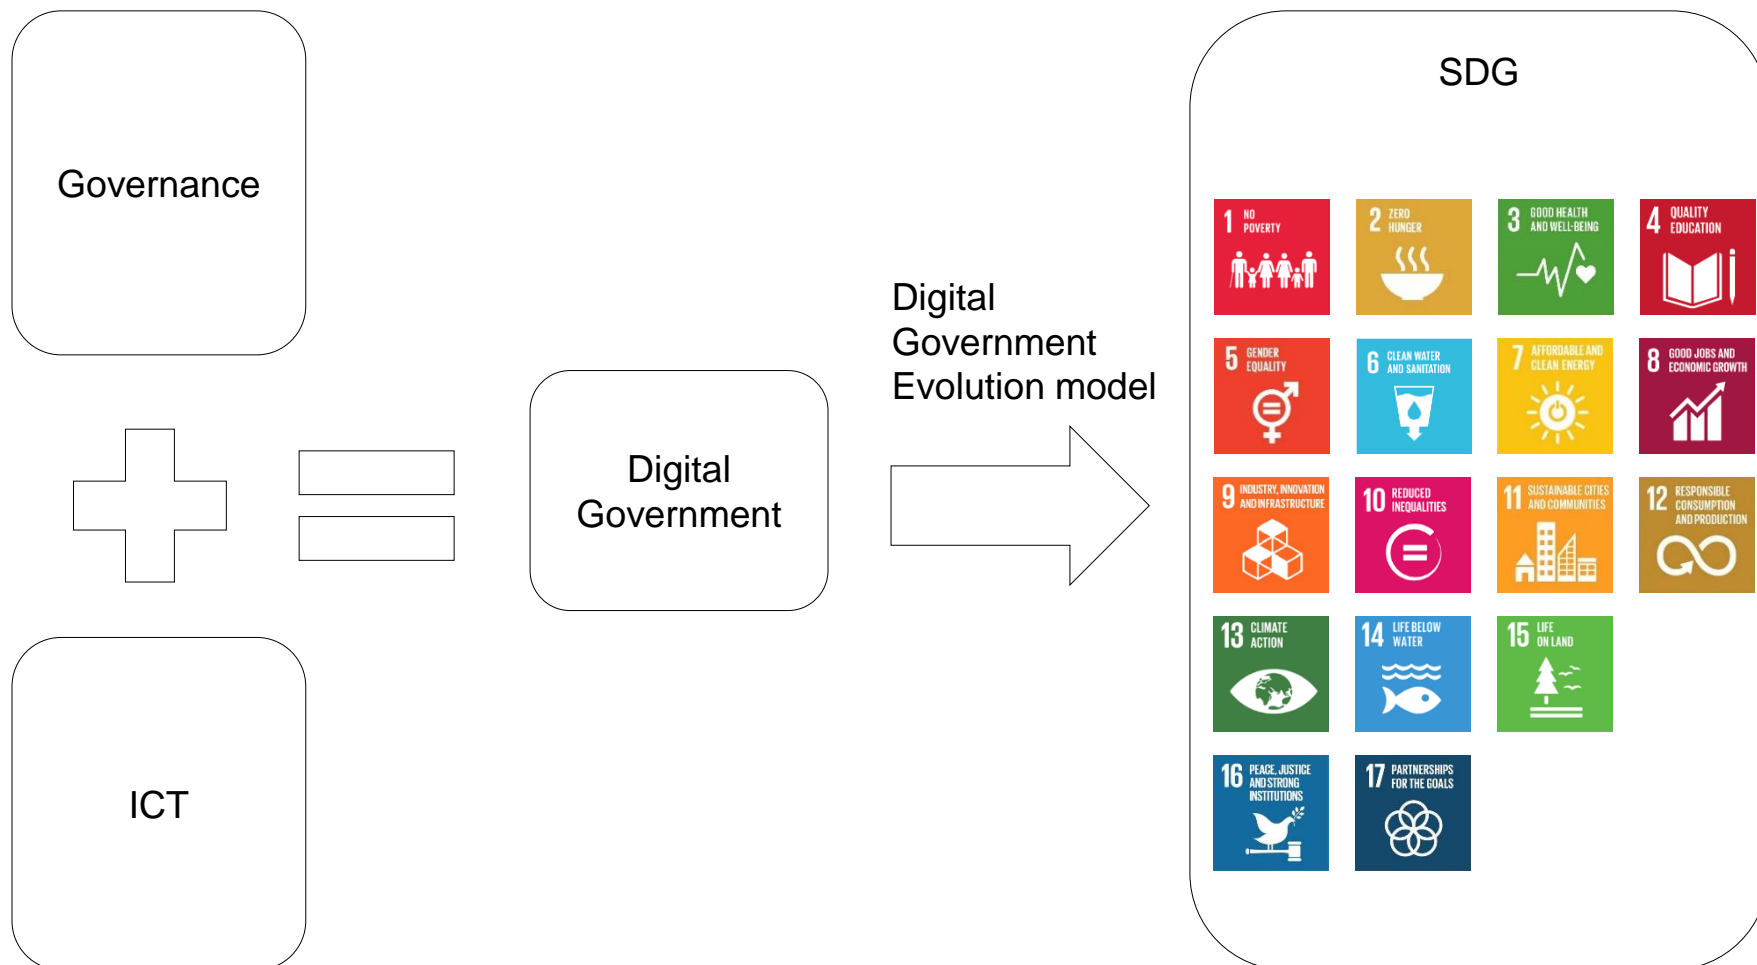 Governance
ICT
Digital
Government
Digital
Government
Evolution model
SDG
1 NO
POVERTY
2 ZERO
HUNGER
3 GOOD HEALTH
AND WELL-BEING
4 QUALITY
EDUCATION
5 GENDER
EQUALITY
6 CLEAN WATER
AND SANITATION
7 AFFORDABLE AND
CLEAN ENERGY
8 GOOD JOBS AND
ECONOMIC GROWTH
9 INDUSTRY, INNOVATION
AND INFRASTRUCTURE
10 REDUCED
INEQUALITIES
11 SUSTAINABLE CITIES
AND COMMUNITIES
12 RESPONSIBLE
CONSUMPTION
AND PRODUCTION
13 CLIMATE
ACTION
14 LIFE BELOW
WATER
15 LIFE
ON LAND
16 PEACE, JUSTICE
AND STRONG
INSTITUTIONS
17 PARTNERSHIPS
FOR THE GOALS